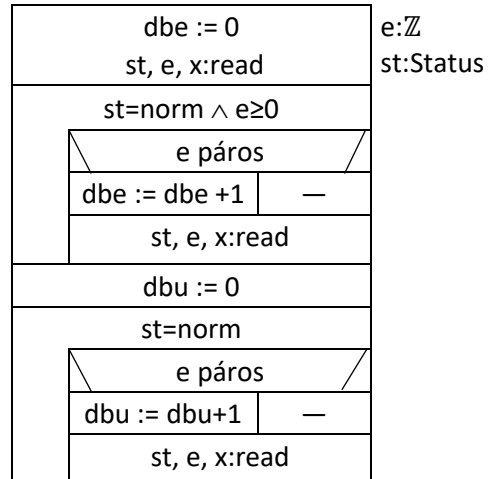 dbe := 0
e:ℤ
st, e, x:read
st:Status
st=norm ∧ e≥0
e páros
dbe := dbe +1
—
st, e, x:read
dbu := 0
st=norm
e páros
dbu := dbu+1
—
st, e, x:read